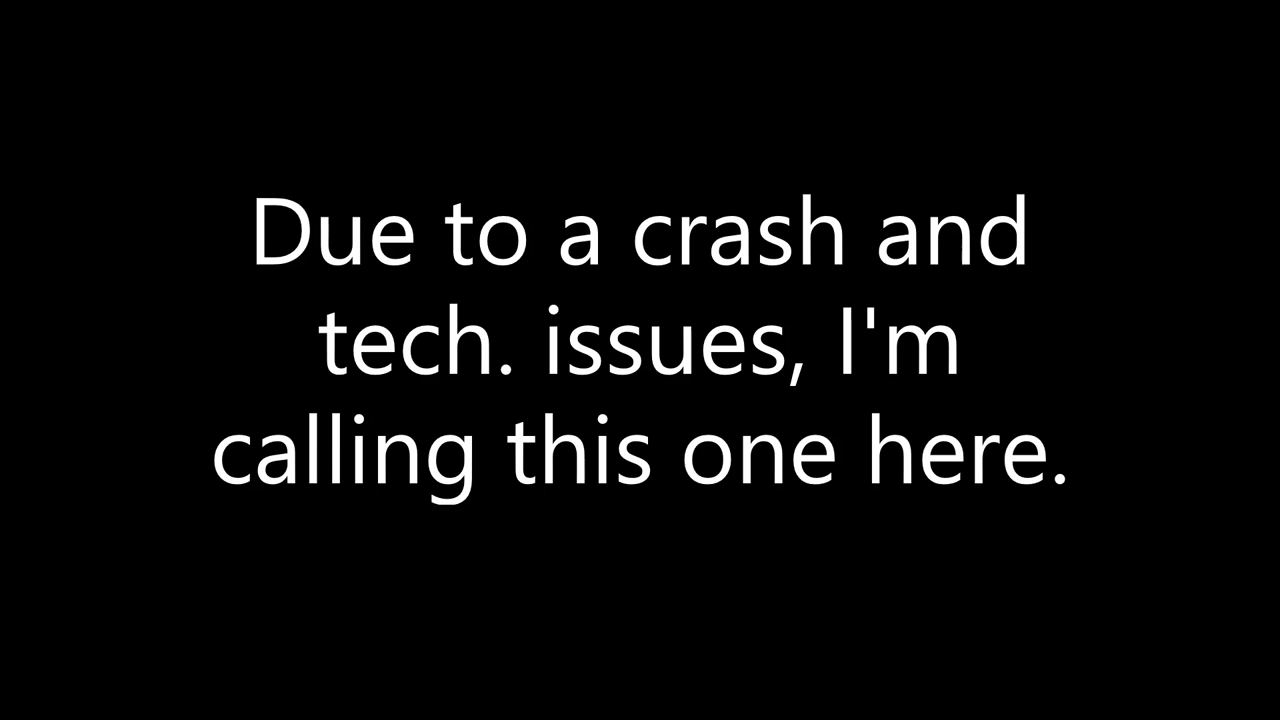 Due to a crash and
tech. issues, I'm
calling this one here.